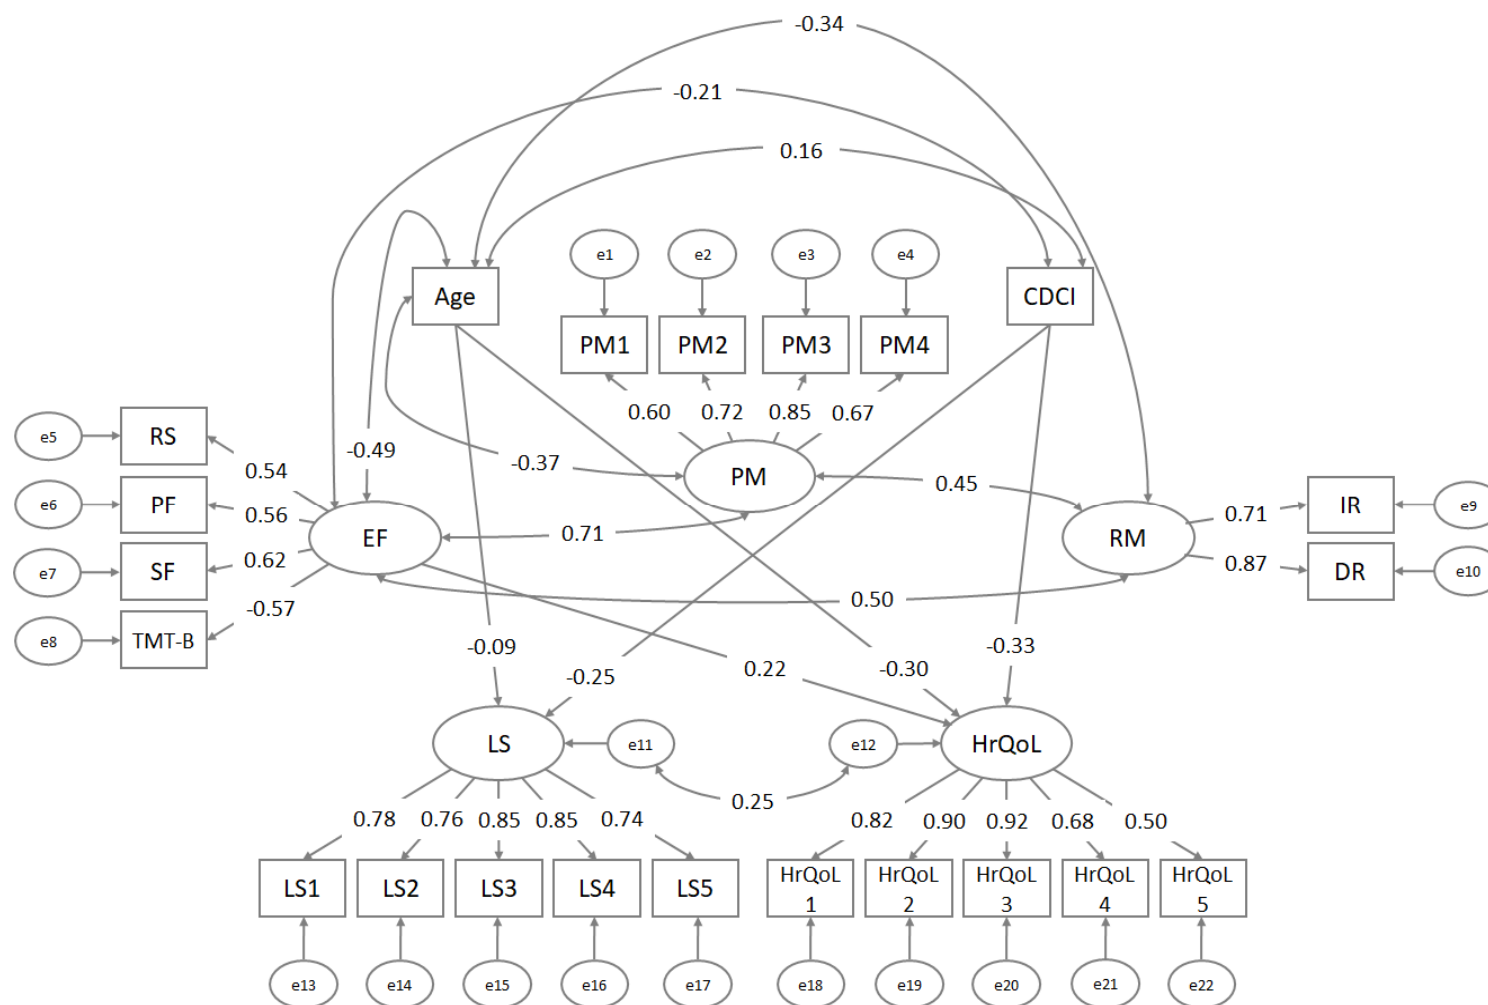 -0.34
-0.21
0.16
e1 e2 e3 e4
Age CDCI
PM1 PM2 PM3 PM4
0.60 0.72 0.85 0.67
e5 RS
-0.49
-0.37
0.54
PM
0.45
e6 PF
0.56
0.71
EF
RM
0.71 IR e9
0.87 DR e10
e7 SF
0.62
0.50
-0.57
e8 TMT-B
-0.09
-0.25
0.22
-0.30
-0.33
LS e11 e12 HrQoL
0.25
0.78 0.76 0.85 0.85 0.74
0.82 0.90 0.92 0.68 0.50
LS1 LS2 LS3 LS4 LS5
HrQoL HrQoL HrQoL HrQoL HrQoL
1 2 3 4 5
e13 e14 e15 e16 e17 e18 e19 e20 e21 e22